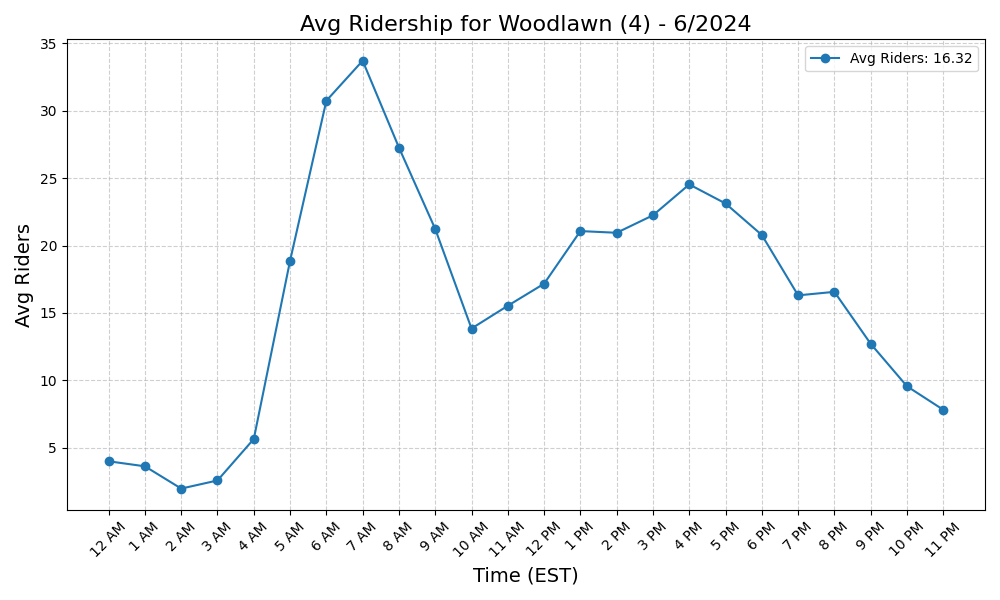 Avg Ridership for Woodlawn (4) - 6/2024
Avg Riders: 16.32
Avg Riders
35
30
25
20
15
10
5
12 AM
1 AM
2 AM
3 AM
4 AM
5 AM
6 AM
7 AM
8 AM
9 AM
10 AM
11 AM
12 PM
1 PM
2 PM
3 PM
4 PM
5 PM
6 PM
7 PM
8 PM
9 PM
10 PM
11 PM
Time (EST)